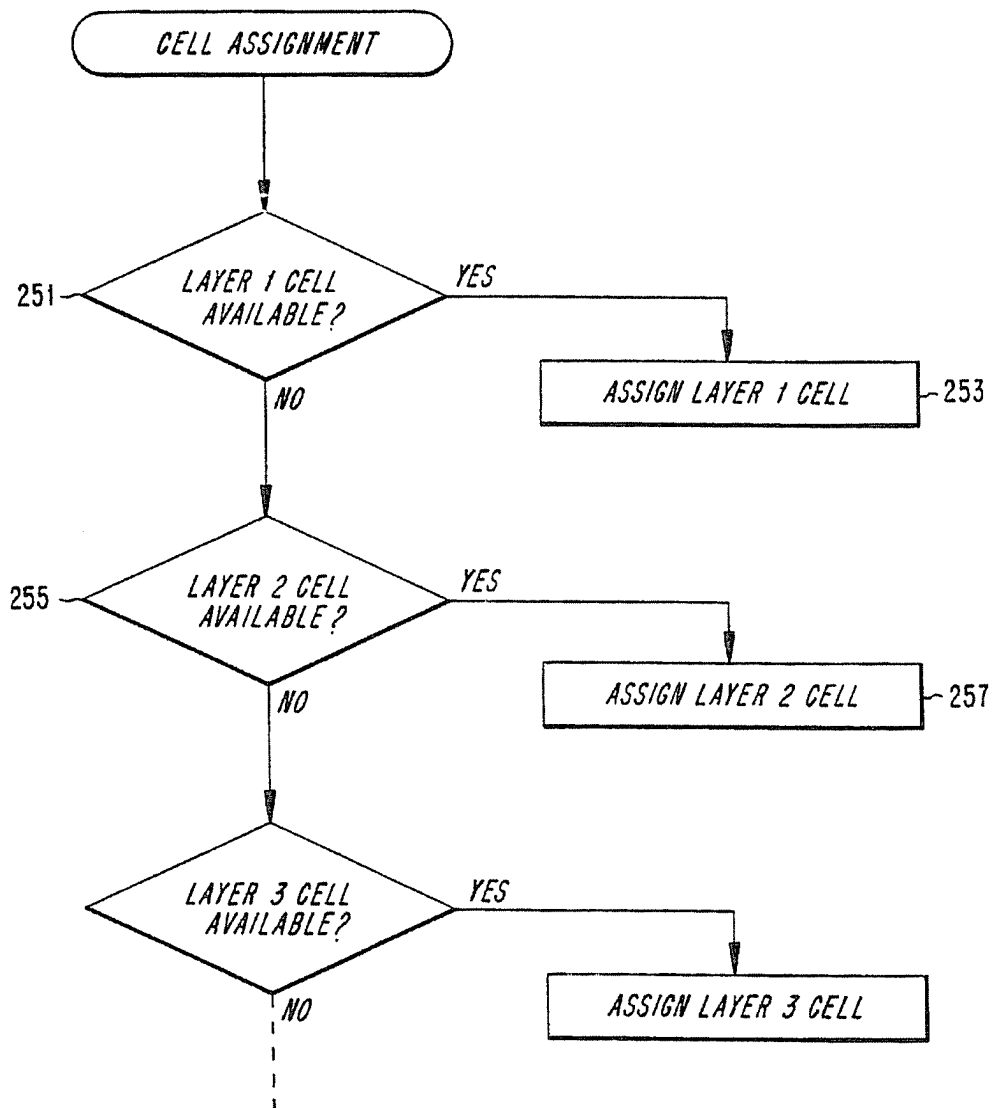 CELL ASSIGNMENT
LAYER 1 CELL
AVAILABLE?
251
YES
ASSIGN LAYER 1 CELL
253
NO
LAYER 2 CELL
AVAILABLE?
255
YES
ASSIGN LAYER 2 CELL
257
NO
LAYER 3 CELL
AVAILABLE?
YES
ASSIGN LAYER 3 CELL
NO